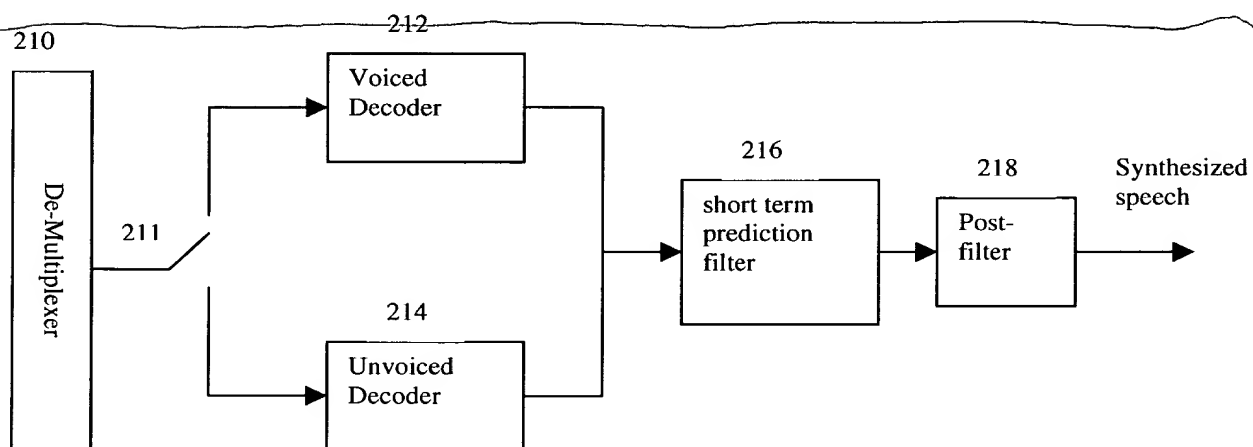 210
212
Voiced
Decoder
De-Multiplexer
211
214
Unvoiced
Decoder
216
short term
prediction
filter
218
Post-
filter
Synthesized
speech